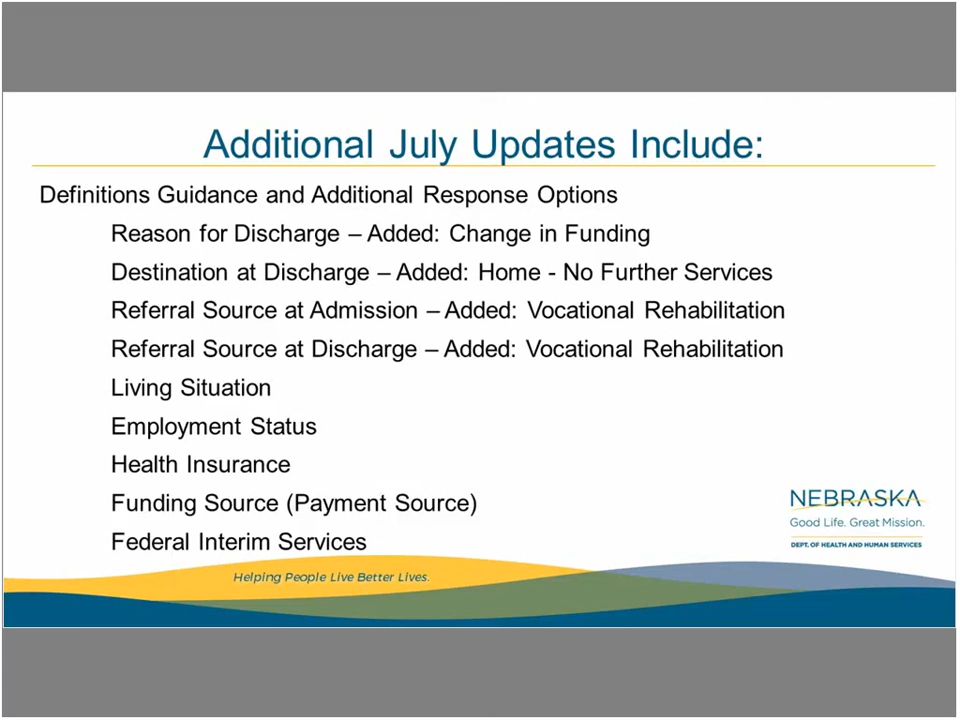 Additional July Updates Include:
Definitions Guidance and Additional Response Options
Reason for Discharge – Added: Change in Funding
Destination at Discharge – Added: Home - No Further Services
Referral Source at Admission – Added: Vocational Rehabilitation
Referral Source at Discharge – Added: Vocational Rehabilitation
Living Situation
Employment Status
Health Insurance
Funding Source (Payment Source)
Federal Interim Services
NEBRASKA
Good Life. Great Mission.
DEPT. OF HEALTH AND HUMAN SERVICES
Helping People Live Better Lives.